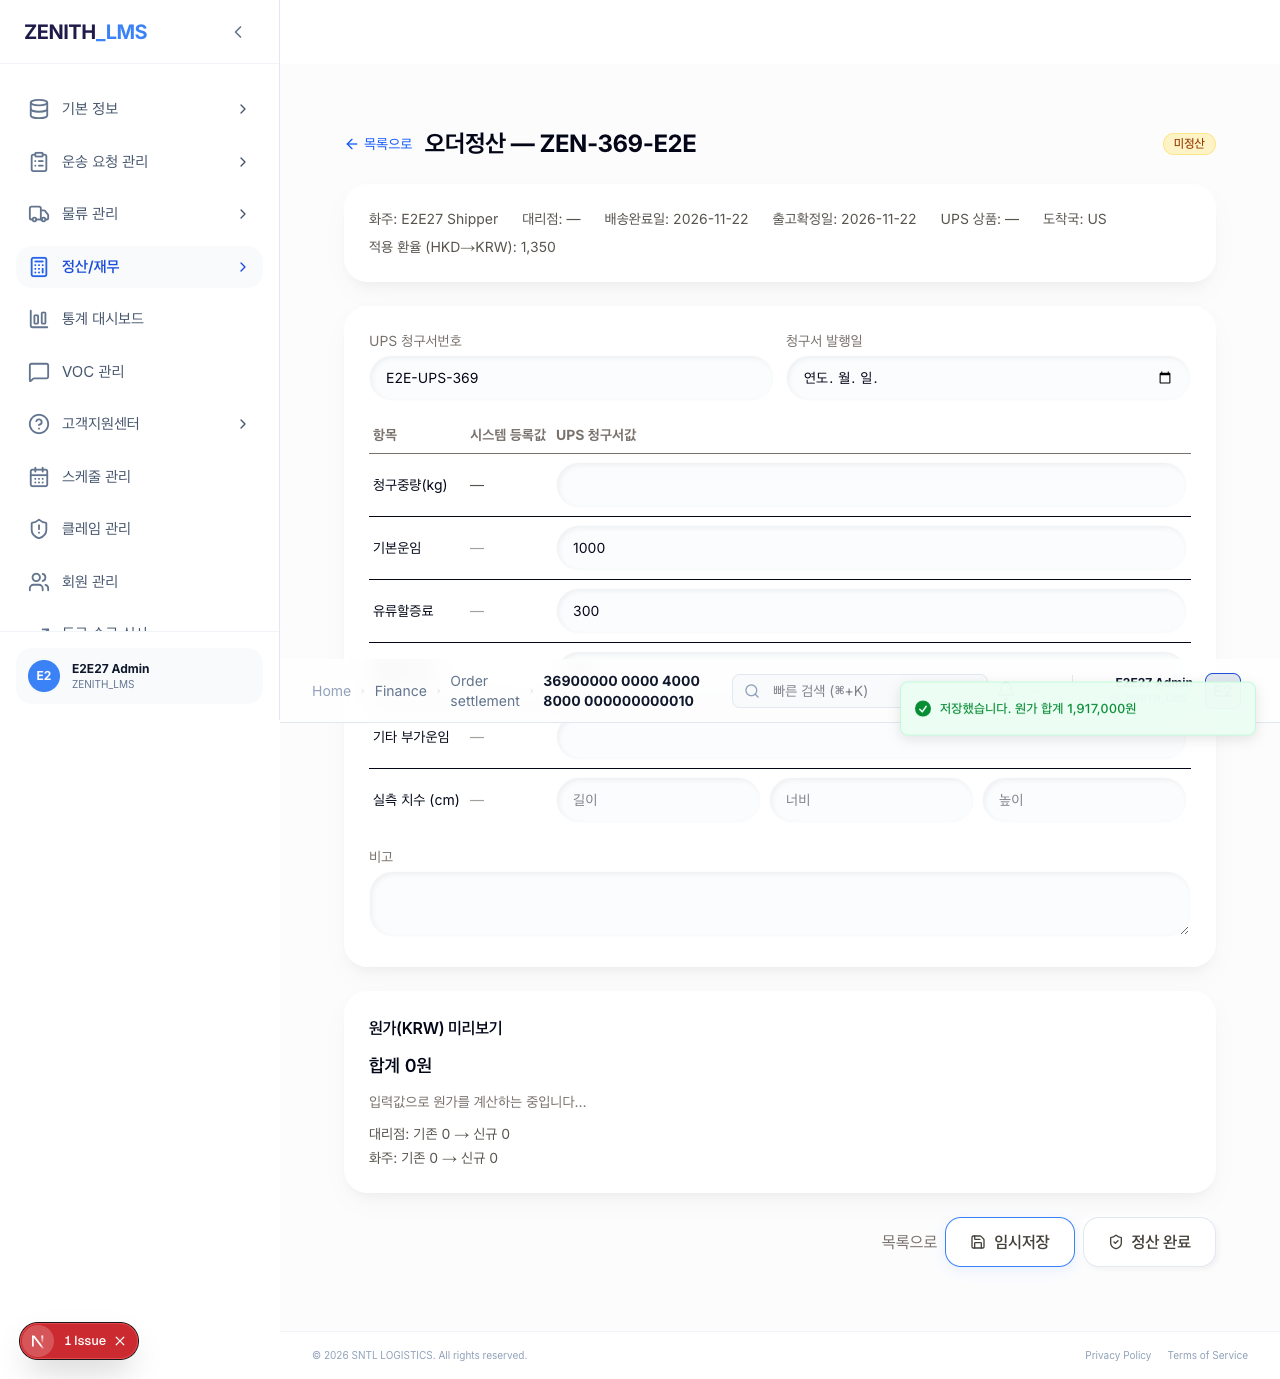 ZENITH_LMS
기본 정보
운송 요청 관리
물류 관리
정산/재무
통계 대시보드
VOC 관리
고객지원센터
스케줄 관리
클레임 관리
회원 관리
E2
E2E27 Admin
ZENITH_LMS
목록으로
오더정산 — ZEN-369-E2E
미정산
화주: E2E27 Shipper 대리점: — 배송완료일: 2026-11-22 출고확정일: 2026-11-22 UPS 상품: — 도착국: US
적용 환율 (HKD→KRW): 1,350
UPS 청구서번호 청구서 발행일
E2E-UPS-369 연도. 월. 일.
항목 시스템 등록값 UPS 청구서값
청구중량(kg) —
기본운임 — 1000
유류할증료 — 300
Home Finance Order settlement 36900000 0000 4000 8000 000000000010
빠른 검색 (⌘+K)
E2E27 Admin
저장했습니다. 원가 합계 1,917,000원
기타 부가운임 —
실측 치수 (cm) — 길이 너비 높이
비고
원가(KRW) 미리보기
합계 0원
입력값으로 원가를 계산하는 중입니다...
대리점: 기존 0 → 신규 0
화주: 기존 0 → 신규 0
목록으로 임시저장 정산 완료
N 1 Issue
© 2026 SNTL LOGISTICS. All rights reserved.
Privacy Policy Terms of Service